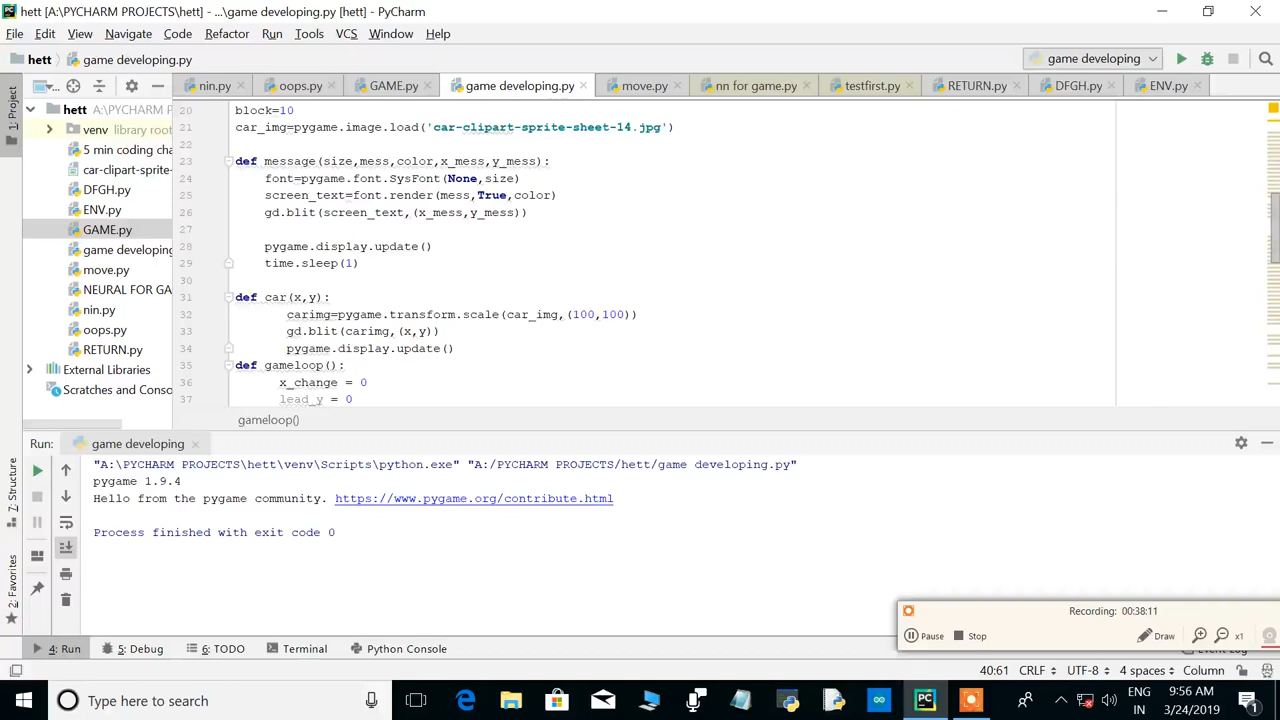 hett [A:\PYCHARM PROJECTS\hett] - ...\game developing.py [hett] - PyCharm
File Edit View Navigate Code Refactor Run Tools VCS Window Help
hett game developing.py game developing
nin.py oops.py GAME.py game developing.py move.py nn for game.py testfirst.py RETURN.py DFGH.py ENV.py
1: Project
hett
venv library root
5 min coding cha
car-clipart-sprite-
DFGH.py
ENV.py
GAME.py
game developing
move.py
NEURAL FOR GA
nin.py
oops.py
RETURN.py
External Libraries
Scratches and Conso
20 block=10
21 car_img=pygame.image.load('car-clipart-sprite-sheet-14.jpg')
22
23 def message(size,mess,color,x_mess,y_mess):
24 font=pygame.font.SysFont(None,size)
25 screen_text=font.render(mess,True,color)
26 gd.blit(screen_text,(x_mess,y_mess))
27
28 pygame.display.update()
29 time.sleep(1)
30
31 def car(x,y):
32 carimg=pygame.transform.scale(car_img,(100,100))
33 gd.blit(carimg,(x,y))
34 pygame.display.update()
35 def gameloop():
36 x_change = 0
37 lead_y = 0
gameloop()
Run: game developing
"A:\PYCHARM PROJECTS\hett\venv\Scripts\python.exe" "A:/PYCHARM PROJECTS/hett/game developing.py"
pygame 1.9.4
Hello from the pygame community. https://www.pygame.org/contribute.html
Process finished with exit code 0
Z: Structure
2: Favorites
Recording: 00:38:11
Pause Stop Draw x1
4: Run 5: Debug 6: TODO Terminal Python Console Event Log
40:61 CRLF UTF-8 4 spaces Column
Type here to search
ENG
IN
9:56 AM
3/24/2019
1